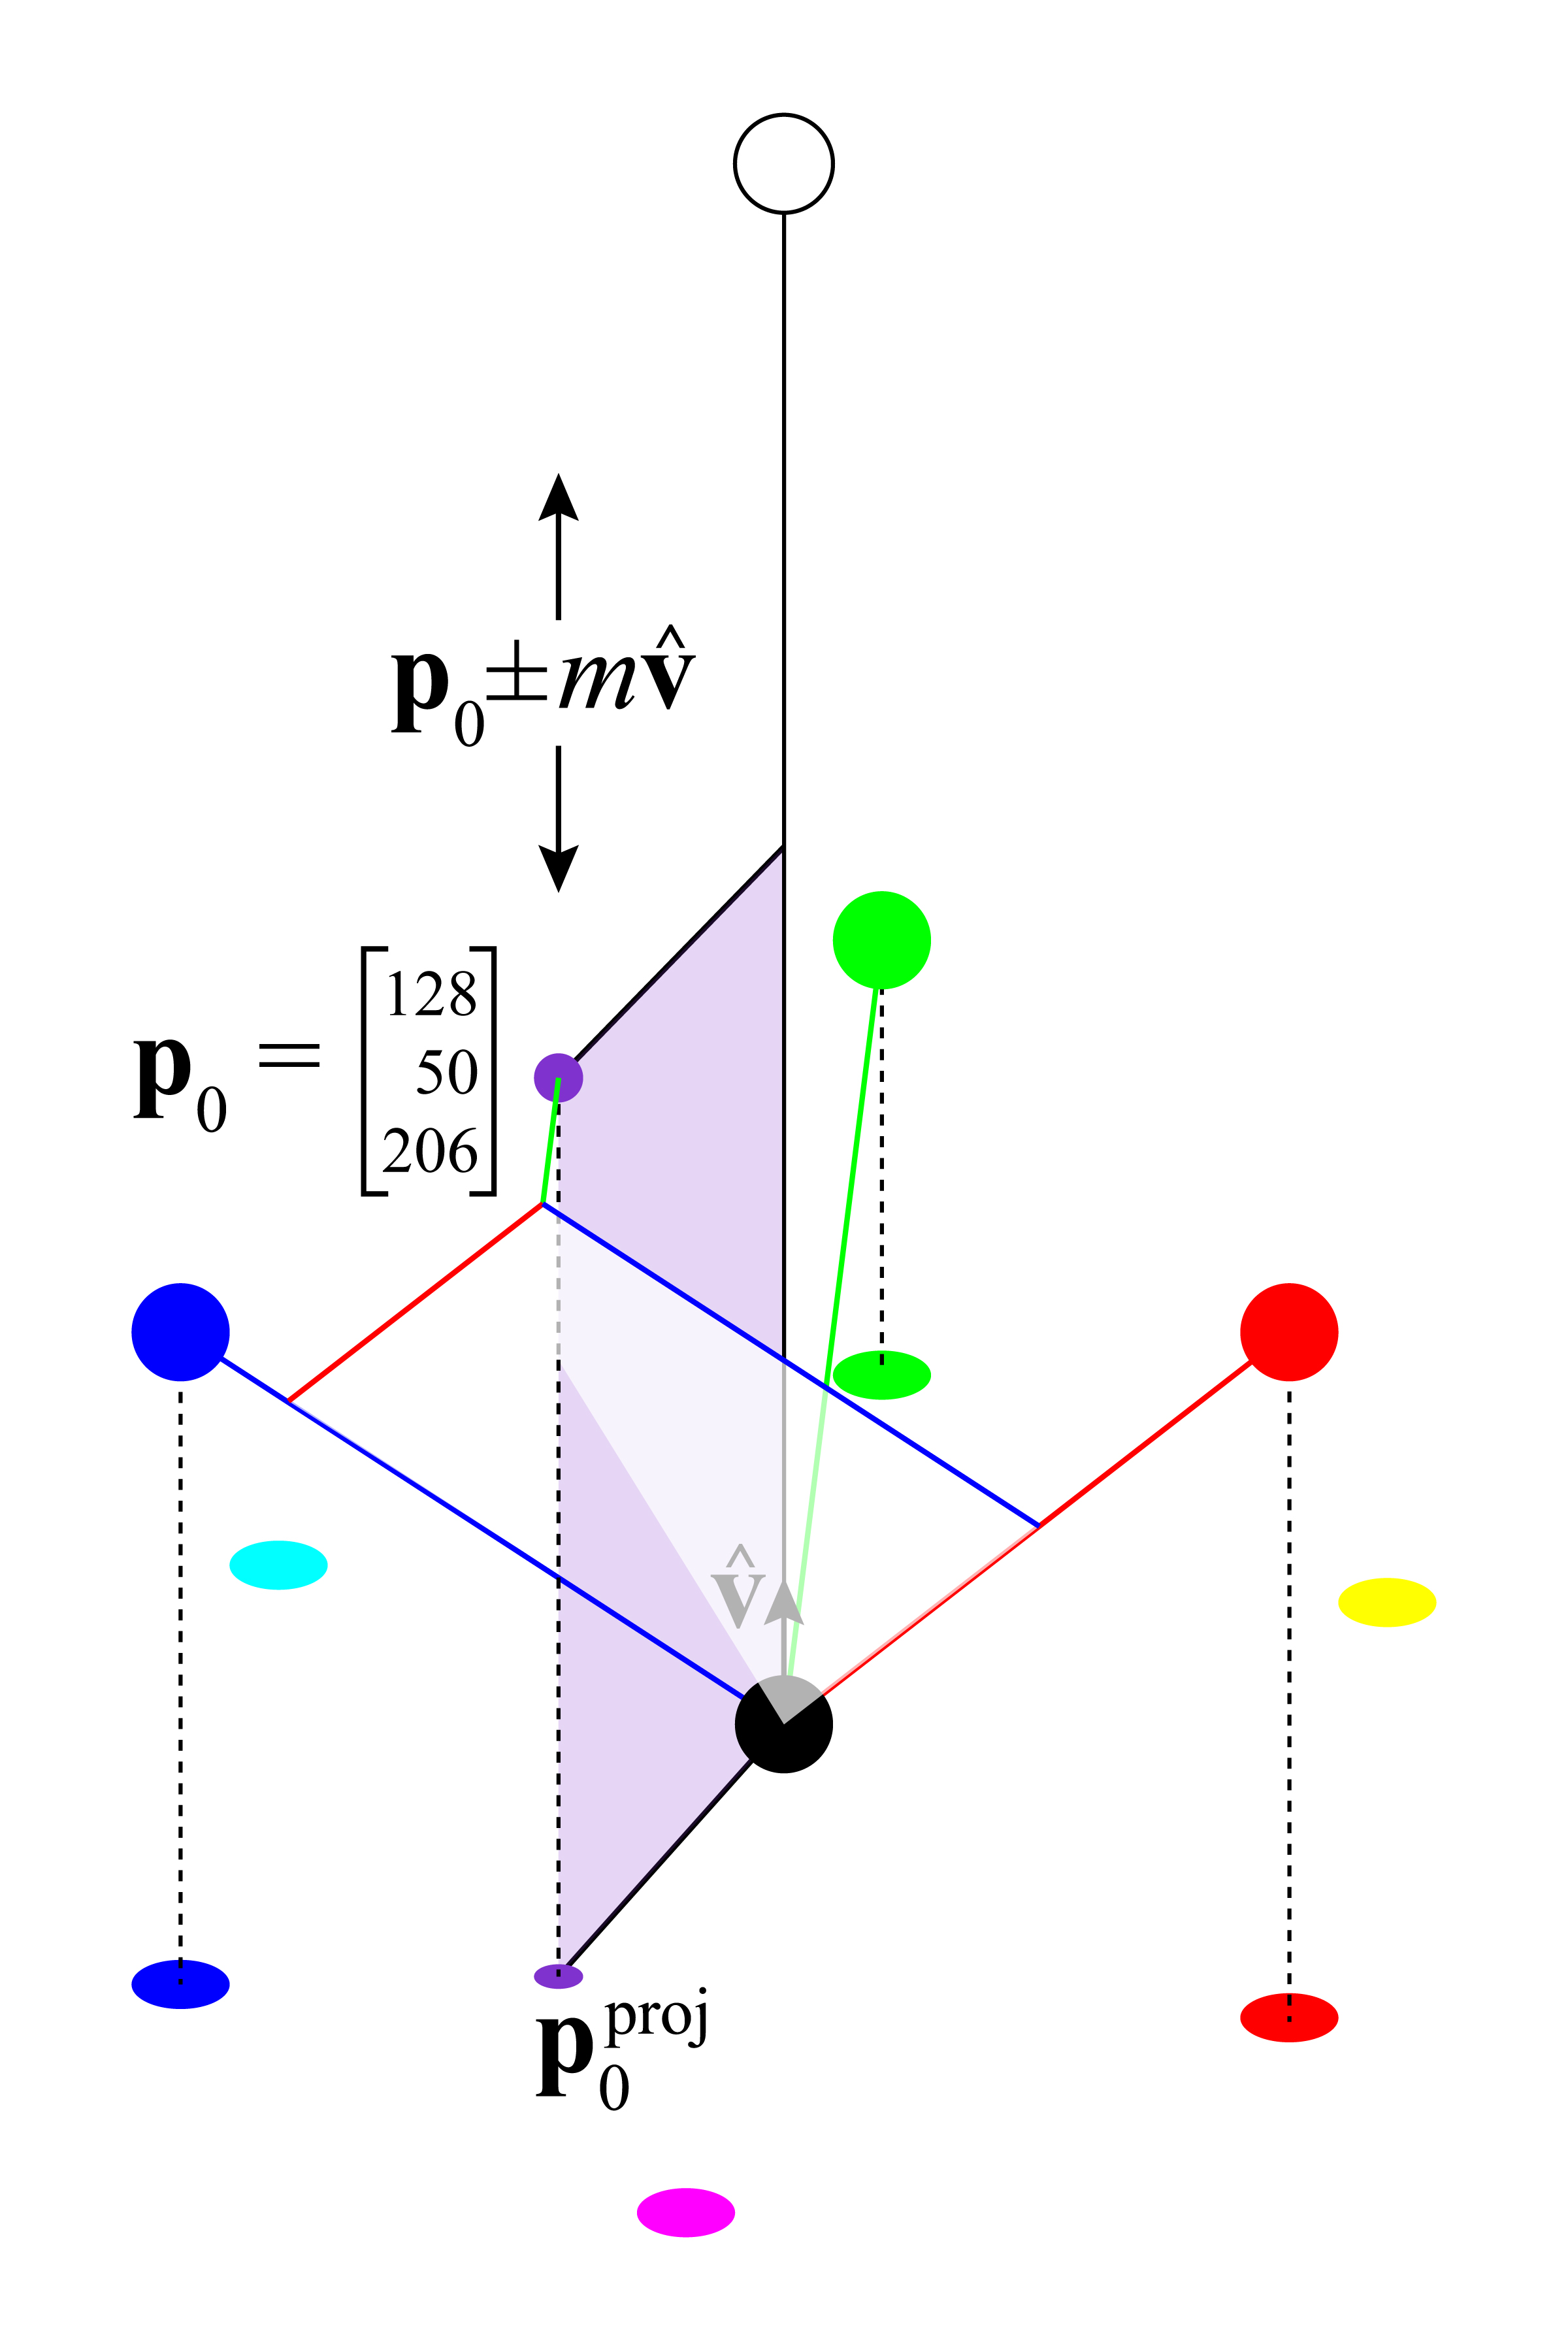 p₀±mv̂
p₀ = [128
50
206]
v̂
p₀ᵖʳᵒʲ